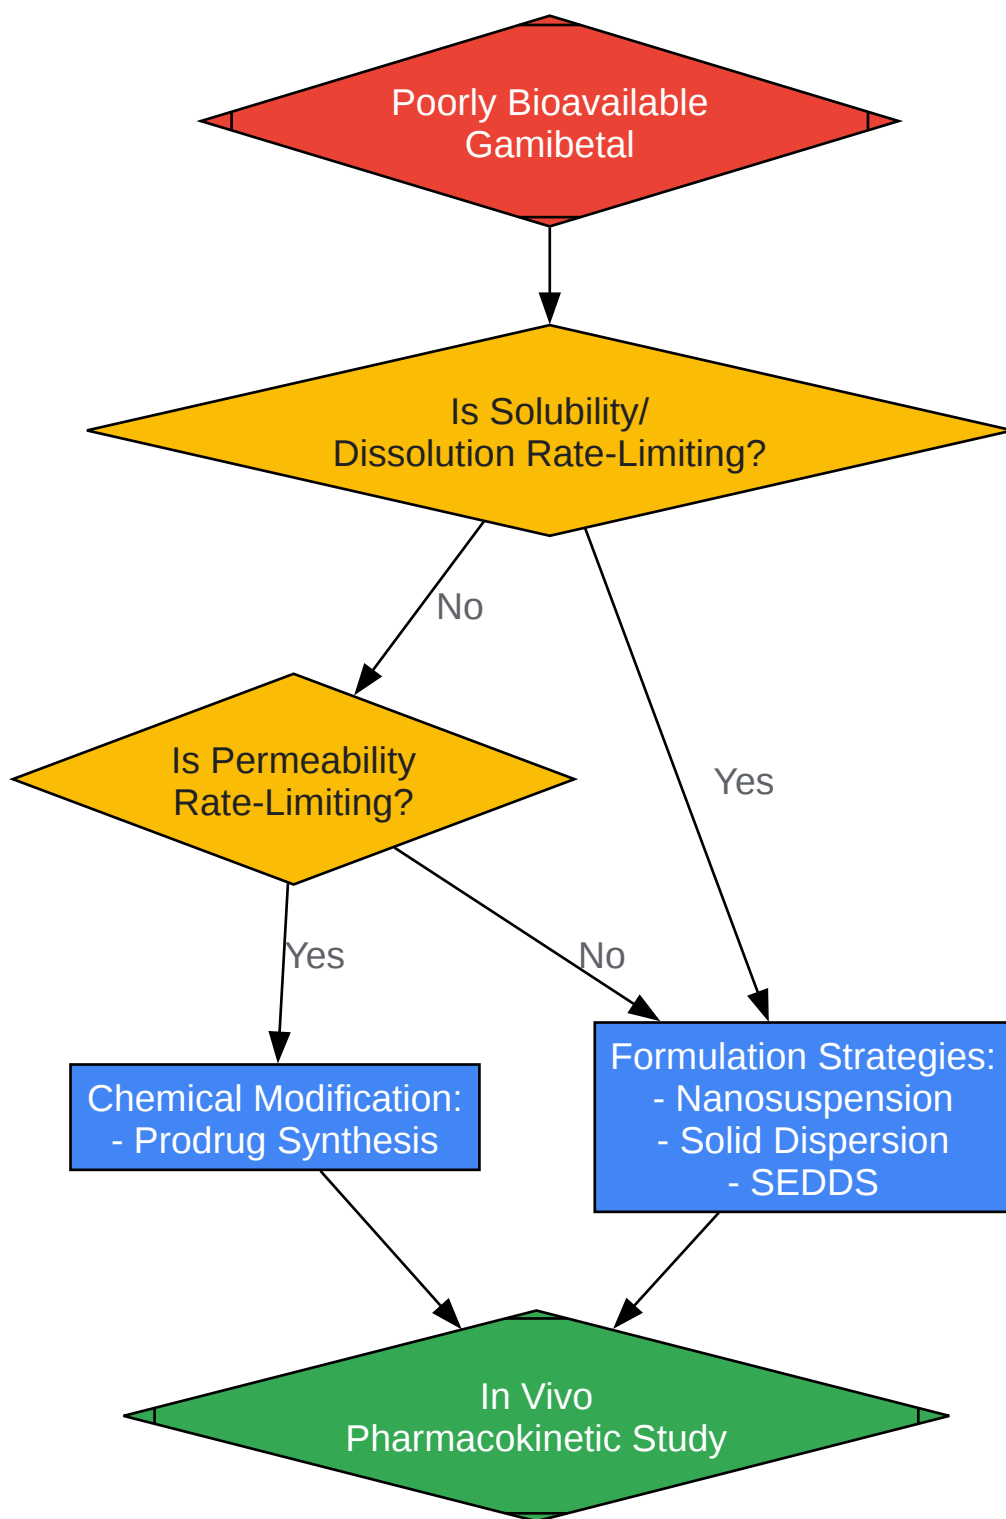 Poorly Bioavailable
Gamibetal
Is Solubility/
Dissolution Rate-Limiting?
No
Is Permeability
Rate-Limiting?
Yes
Yes
No
Formulation Strategies:
- Nanosuspension
- Solid Dispersion
- SEDDS
Chemical Modification:
- Prodrug Synthesis
In Vivo
Pharmacokinetic Study